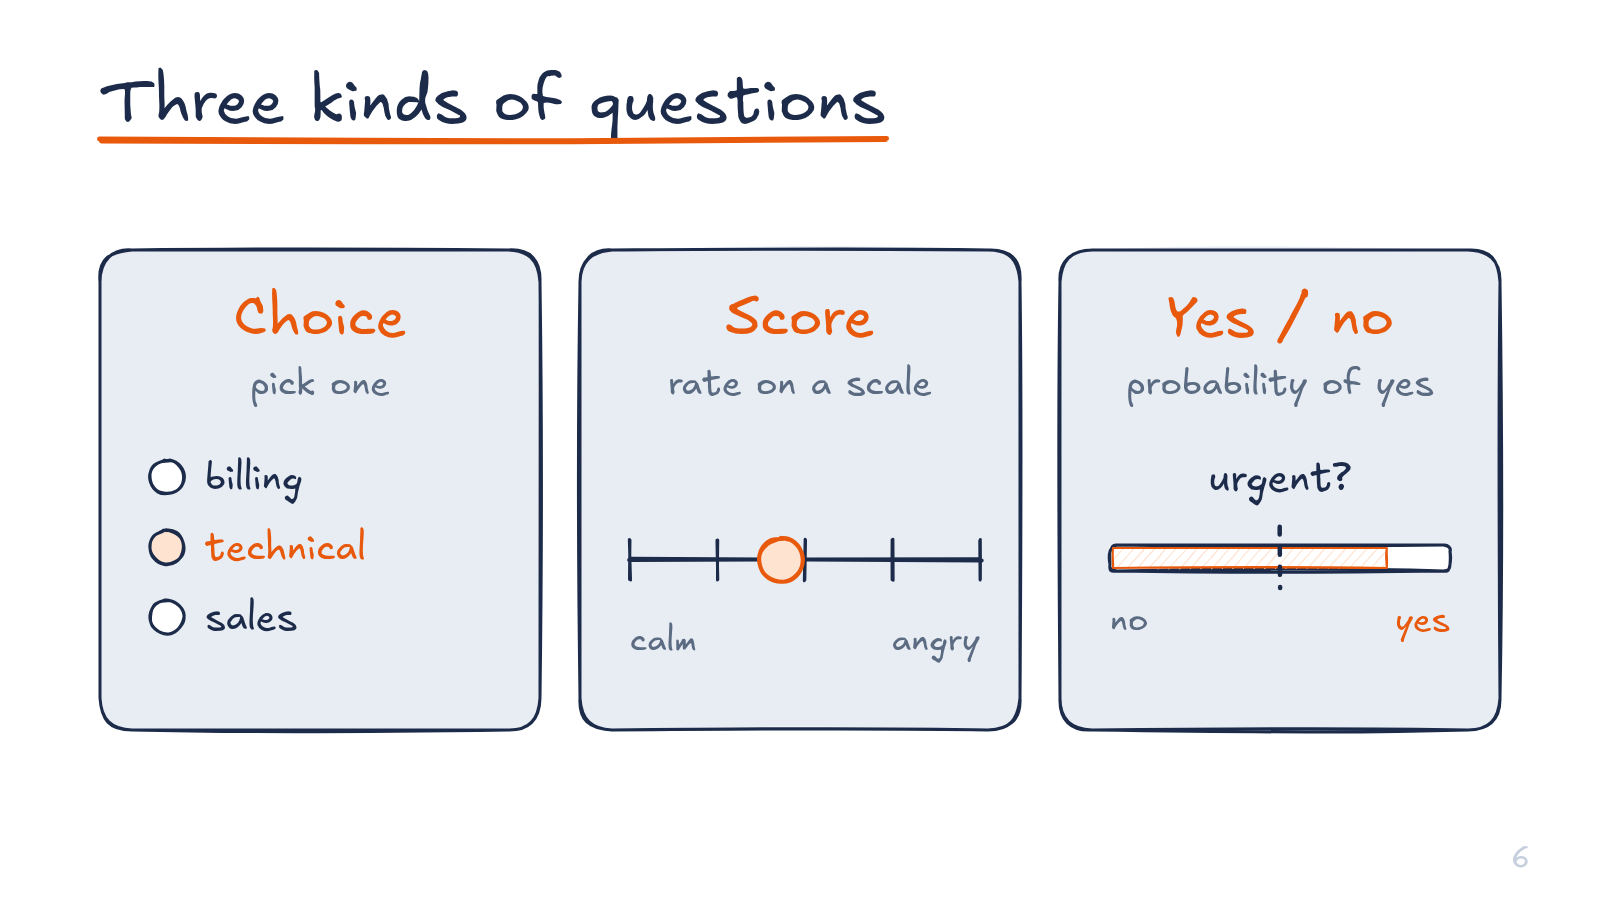 Three kinds of questions
Choice
pick one
billing
technical
sales
Score
rate on a scale
calm
angry
Yes / no
probability of yes
urgent?
no
yes
6